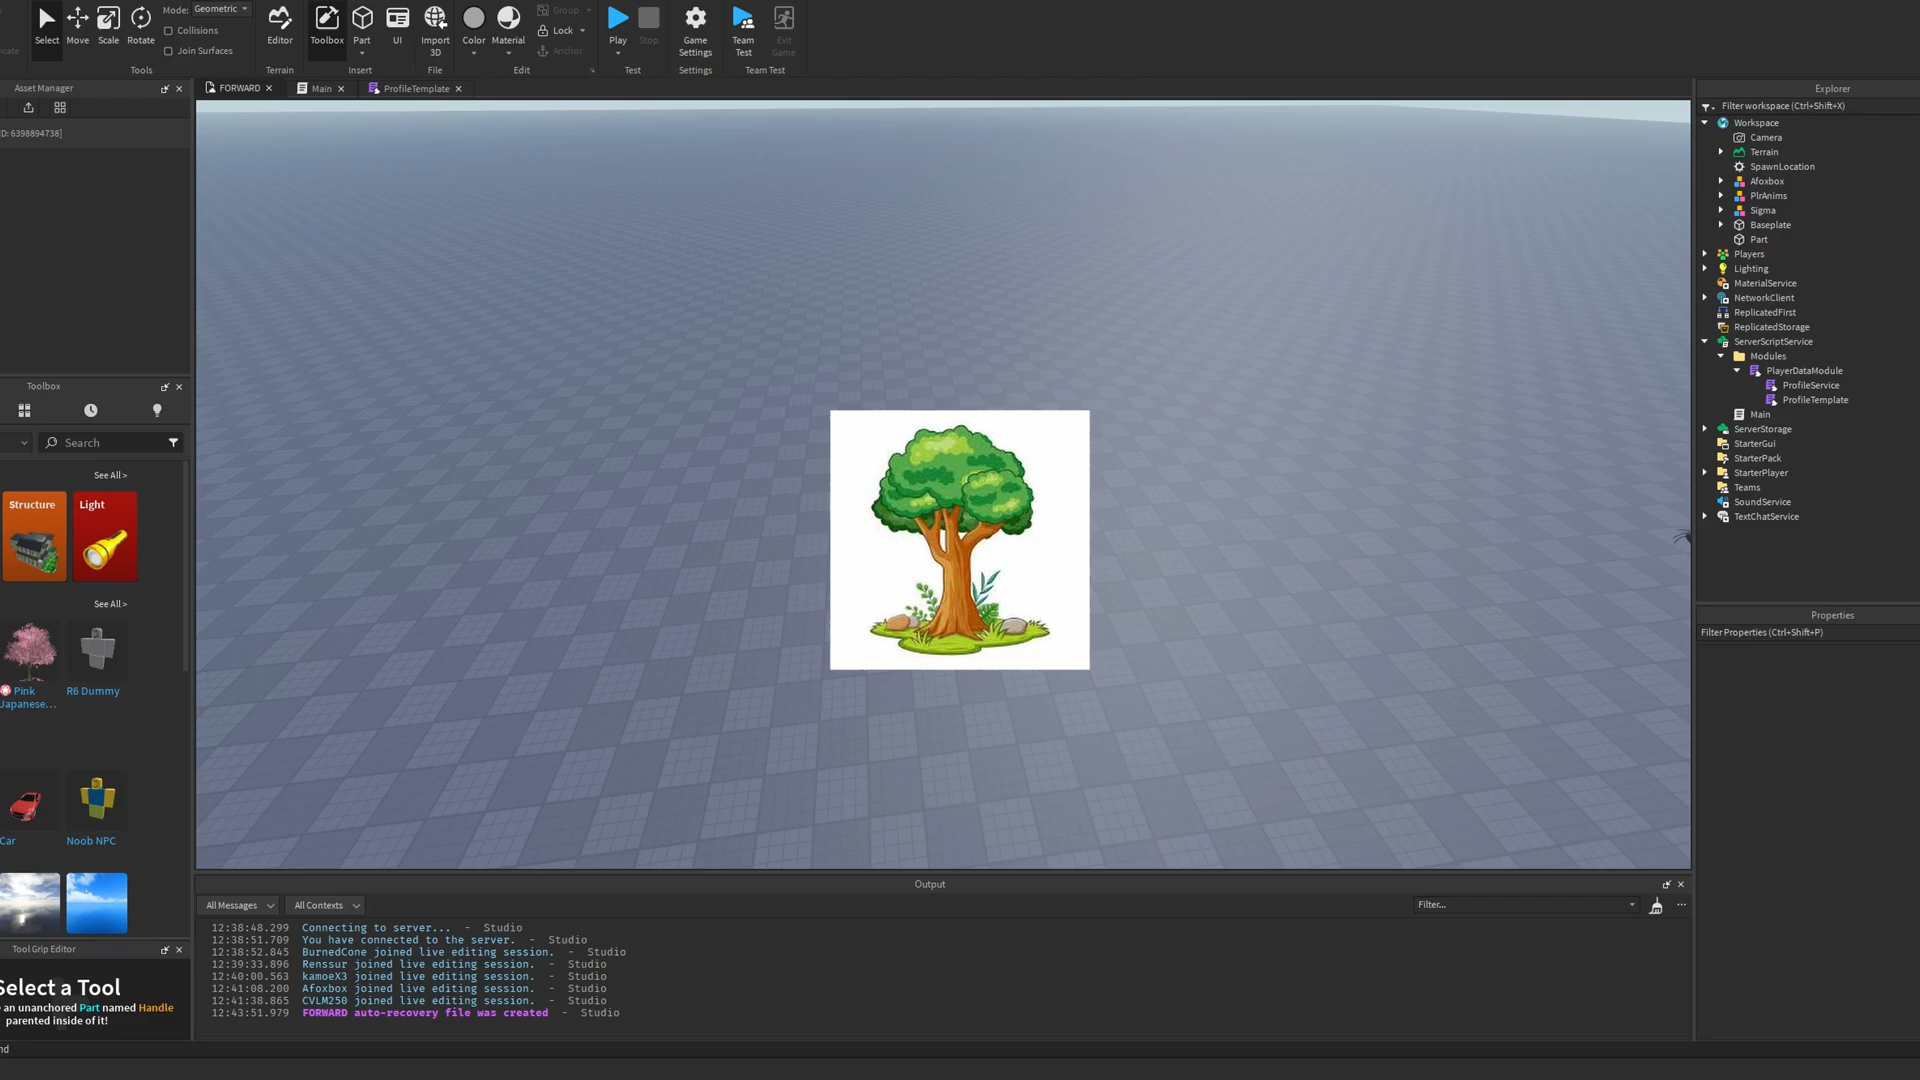 Mode: Geometric
Collisions
Join Surfaces
Select Move Scale Rotate
Editor
Toolbox Part UI
Import 3D
Color Material
Group
Lock
Anchor
Play Stop
Game Settings
Team Test
Exit Game
Tools
Terrain
Insert
File
Edit
Test
Settings
Team Test
Asset Manager
D: 6398894738]
FORWARD
Main
ProfileTemplate
Toolbox
Search
See All >
Structure
Light
See All >
Pink
Japanese...
R6 Dummy
Car
Noob NPC
Tool Grip Editor
Select a Tool
an unanchored Part named Handle
parented inside of it!
nd
Output
All Messages
All Contexts
Filter...
12:38:48.299 Connecting to server... - Studio
12:38:51.709 You have connected to the server. - Studio
12:38:52.845 BurnedCone joined live editing session. - Studio
12:39:33.896 Renssur joined live editing session. - Studio
12:40:00.563 kamoeX3 joined live editing session. - Studio
12:41:08.200 Afoxbox joined live editing session. - Studio
12:41:38.865 CVLM250 joined live editing session. - Studio
12:43:51.979 FORWARD auto-recovery file was created - Studio
Explorer
Filter workspace (Ctrl+Shift+X)
Workspace
Camera
Terrain
SpawnLocation
Afoxbox
PlrAnims
Sigma
Baseplate
Part
Players
Lighting
MaterialService
NetworkClient
ReplicatedFirst
ReplicatedStorage
ServerScriptService
Modules
PlayerDataModule
ProfileService
ProfileTemplate
Main
ServerStorage
StarterGui
StarterPack
StarterPlayer
Teams
SoundService
TextChatService
Properties
Filter Properties (Ctrl+Shift+P)